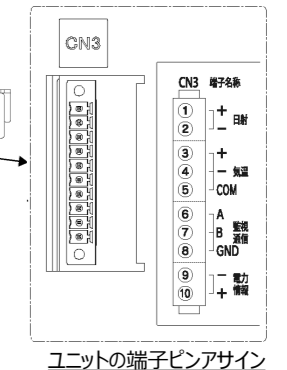 CN3
CN3 端子名称
① + 日射
② −
③ +
④ − 気温
⑤ COM
⑥ A
⑦ B 監視通信
⑧ GND
⑨ − 電力情報
⑩ +
ユニットの端子ピンアサイン